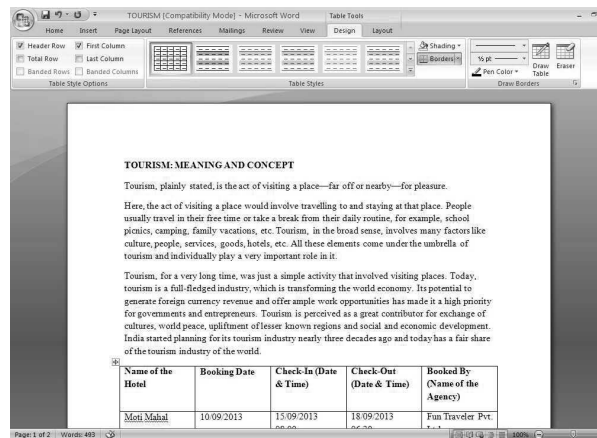 TOURISM [Compatibility Mode] - Microsoft Word Table Tools
Home Insert Page Layout References Mailings Review View Design Layout
Header Row First Column Shading
Total Row Last Column Borders ½ pt
Banded Rows Banded Columns Pen Color Draw Table Eraser
Table Style Options Table Styles Draw Borders
TOURISM: MEANING AND CONCEPT
Tourism, plainly stated, is the act of visiting a place—far off or nearby—for pleasure.
Here, the act of visiting a place would involve travelling to and staying at that place. People
usually travel in their free time or take a break from their daily routine, for example, school
picnics, camping, family vacations, etc. Tourism, in the broad sense, involves many factors like
culture, people, services, goods, hotels, etc. All these elements come under the umbrella of
tourism and individually play a very important role in it.
Tourism, for a very long time, was just a simple activity that involved visiting places. Today,
tourism is a full-fledged industry, which is transforming the world economy. Its potential to
generate foreign currency revenue and offer ample work opportunities has made it a high priority
for governments and entrepreneurs. Tourism is perceived as a great contributor for exchange of
cultures, world peace, upliftment of lesser known regions and social and economic development.
India started planning for its tourism industry nearly three decades ago and today has a fair share
of the tourism industry of the world.
Name of the Hotel Booking Date Check-In (Date & Time) Check-Out (Date & Time) Booked By (Name of the Agency)
Moti Mahal 10/09/2013 15/09/2013 18/09/2013 Fun Traveler Pvt.
Page: 1 of 2 Words: 493 100%